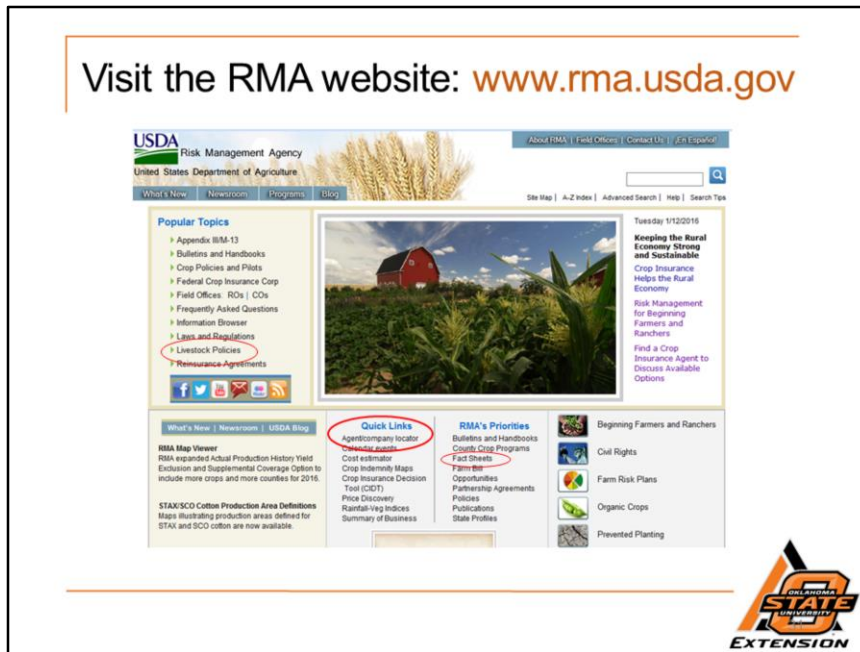 Visit the RMA website: www.rma.usda.gov
USDA
Risk Management Agency
United States Department of Agriculture
About RMA | Field Offices | Contact Us | ¡En Español!
What's New Newsroom Programs Blog
Site Map | A-Z Index | Advanced Search | Help | Search Tips
Popular Topics
Appendix III/M-13
Bulletins and Handbooks
Crop Policies and Pilots
Federal Crop Insurance Corp
Field Offices: ROs | COs
Frequently Asked Questions
Information Browser
Laws and Regulations
Livestock Policies
Reinsurance Agreements
Tuesday 1/12/2016
Keeping the Rural
Economy Strong
and Sustainable
Crop Insurance
Helps the Rural
Economy
Risk Management
for Beginning
Farmers and
Ranchers
Find a Crop
Insurance Agent to
Discuss Available
Options
What's New | Newsroom | USDA Blog
RMA Map Viewer
RMA expanded Actual Production History Yield
Exclusion and Supplemental Coverage Option to
include more crops and more counties for 2016.
STAX/SCO Cotton Production Area Definitions
Maps illustrating production areas defined for
STAX and SCO cotton are now available.
Quick Links
Agent/company locator
Calendar events
Cost estimator
Crop Indemnity Maps
Crop Insurance Decision
Tool (CIDT)
Price Discovery
Rainfall-Veg Indices
Summary of Business
RMA's Priorities
Bulletins and Handbooks
County Crop Programs
Fact Sheets
Farm Bill
Opportunities
Partnership Agreements
Policies
Publications
State Profiles
Beginning Farmers and Ranchers
Civil Rights
Farm Risk Plans
Organic Crops
Prevented Planting
OKLAHOMA
STATE
UNIVERSITY
EXTENSION